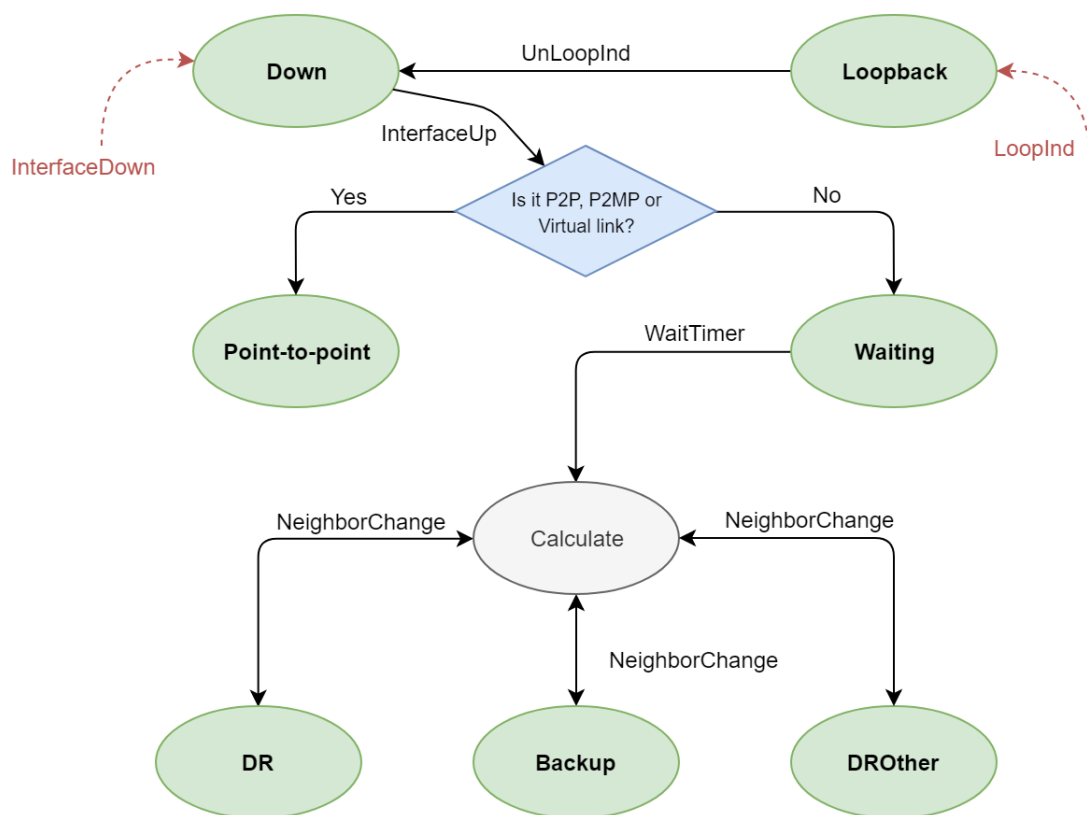 UnLoopInd
Down
Loopback
InterfaceUp
InterfaceDown
LoopInd
Yes
Is it P2P, P2MP or
Virtual link?
No
Point-to-point
WaitTimer
Waiting
NeighborChange
Calculate
NeighborChange
NeighborChange
DR
Backup
DROther